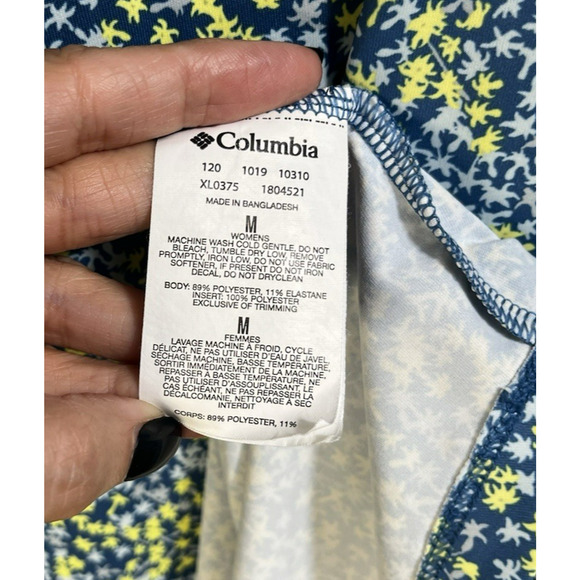 Columbia
120 1019 10310
XL0375 1804521
MADE IN BANGLADESH
M
WOMENS
MACHINE WASH COLD GENTLE, DO NOT
BLEACH, TUMBLE DRY LOW, REMOVE
PROMPTLY, IRON LOW, DO NOT USE FABRIC
SOFTENER, IF PRESENT DO NOT IRON
DECAL, DO NOT DRYCLEAN
BODY: 89% POLYESTER, 11% ELASTANE
INSERT: 100% POLYESTER
EXCLUSIVE OF TRIMMING
M
FEMMES
LAVAGE MACHINE À FROID, CYCLE
DÉLICAT, NE PAS UTILISER D'EAU DE JAVEL,
SÉCHAGE MACHINE, BASSE TEMPÉRATURE,
SORTIR IMMÉDIATEMENT DE LA MACHINE,
REPASSER À BASSE TEMPÉRATURE, NE
PAS UTILISER D'ASSOUPLISSANT, LE
CAS ÉCHÉANT, NE PAS REPASSER LA
DÉCALCOMANIE, NETTOYAGE À SEC
INTERDIT
CORPS: 89% POLYESTER, 11%